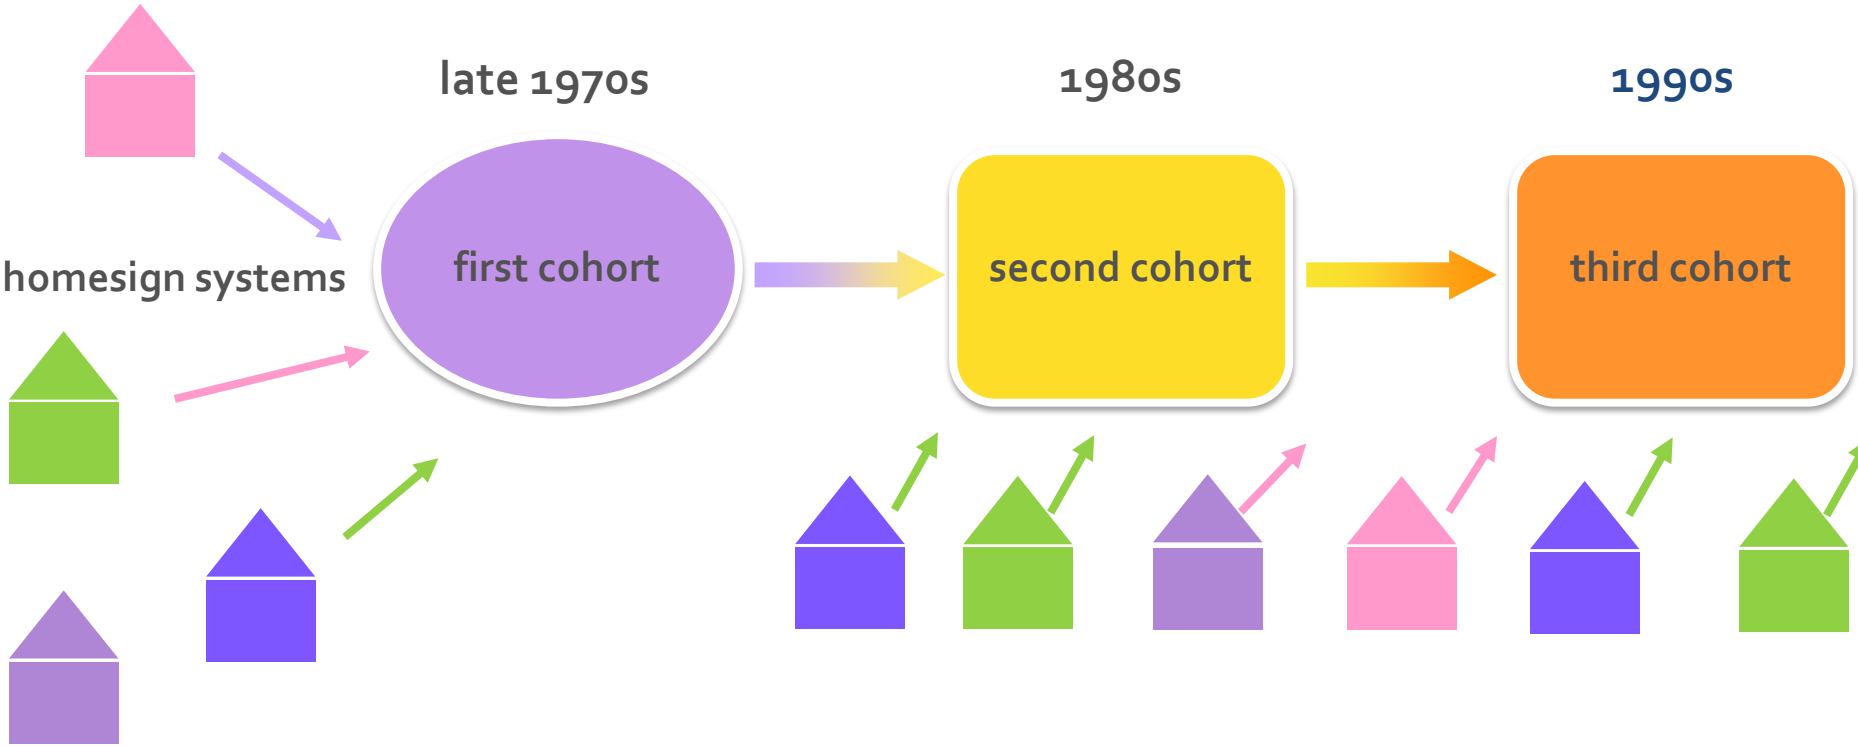 late 1970s
1980s
1990s
homesign systems
first cohort
second cohort
third cohort